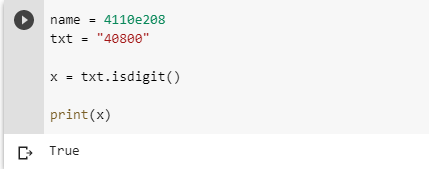 name = 4110e208
txt = "40800"
x = txt.isdigit()
print(x)
True